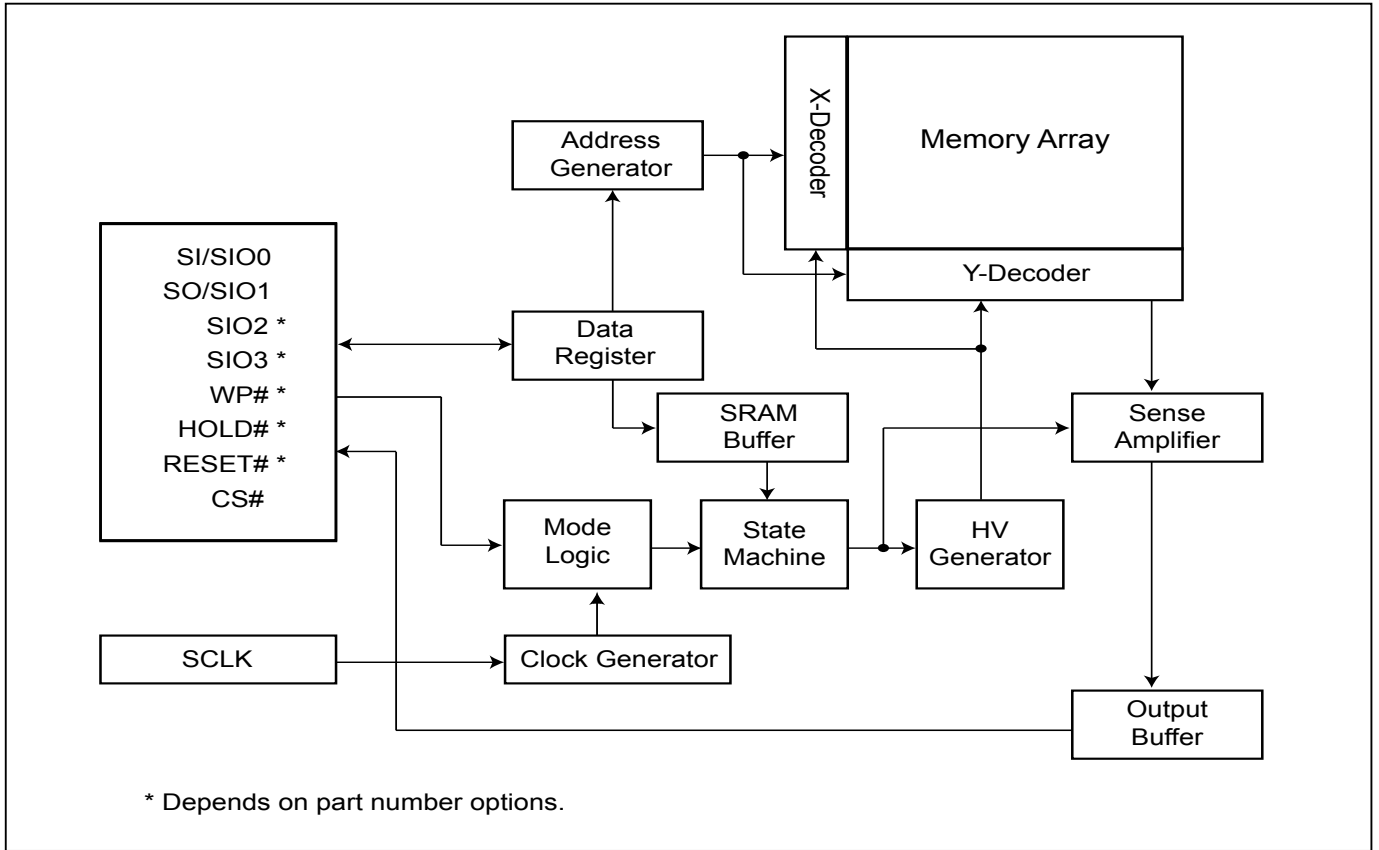 X-Decoder
Memory Array
Address
Generator
Y-Decoder
SI/SIO0
SO/SIO1
SIO2 *
SIO3 *
WP# *
HOLD# *
RESET# *
CS#
Data
Register
SRAM
Buffer
Sense
Amplifier
Mode
Logic
State
Machine
HV
Generator
SCLK
Clock Generator
Output
Buffer
* Depends on part number options.